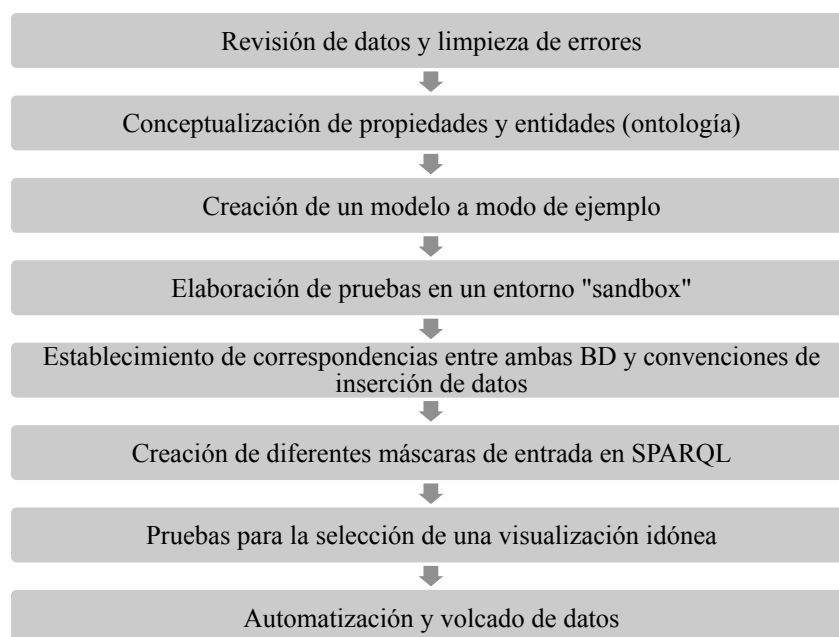 Revisión de datos y limpieza de errores
Conceptualización de propiedades y entidades (ontología)
Creación de un modelo a modo de ejemplo
Elaboración de pruebas en un entorno "sandbox"
Establecimiento de correspondencias entre ambas BD y convenciones de
inserción de datos
Creación de diferentes máscaras de entrada en SPARQL
Pruebas para la selección de una visualización idónea
Automatización y volcado de datos